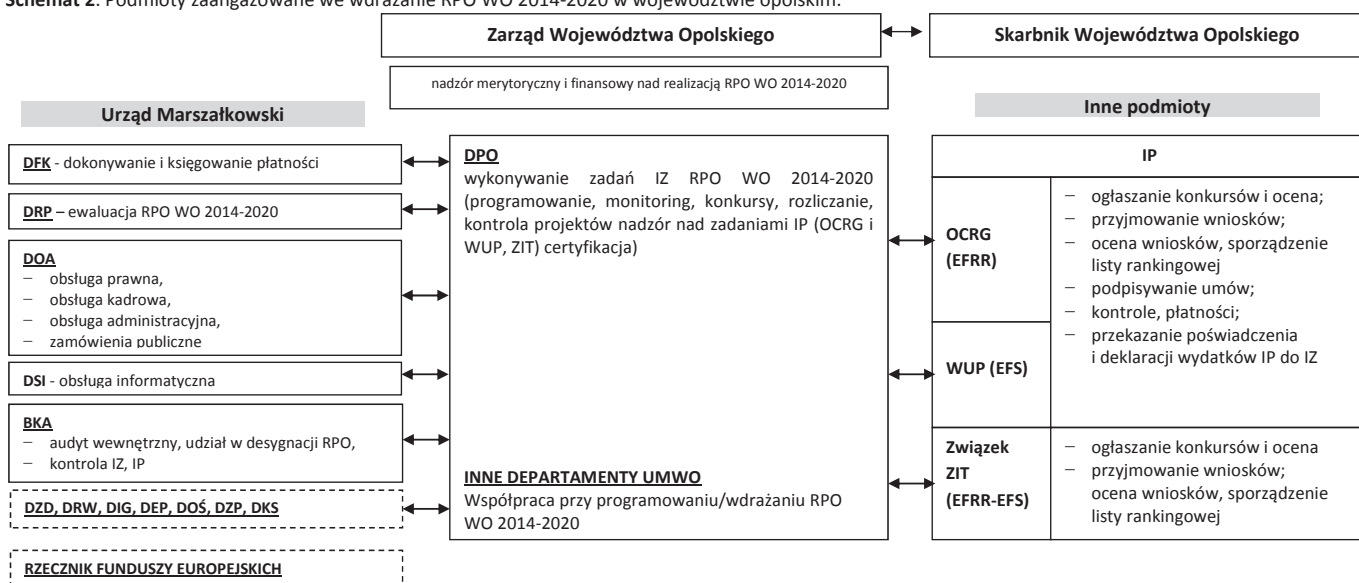 Schemat 2. Podmioty zaangażowane we wdrażanie RPO WO 2014-2020 w województwie opolskim.
Zarząd Województwa Opolskiego
Skarbnik Województwa Opolskiego
nadzór merytoryczny i finansowy nad realizacją RPO WO 2014-2020
Urząd Marszałkowski
Inne podmioty
DFK - dokonywanie i księgowanie płatności
DRP – ewaluacja RPO WO 2014-2020
DOA
− obsługa prawna,
− obsługa kadrowa,
− obsługa administracyjna,
− zamówienia publiczne
DSI - obsługa informatyczna
BKA
− audyt wewnętrzny, udział w desygnacji RPO,
− kontrola IZ, IP
DZD, DRW, DIG, DEP, DOŚ, DZP, DKS
RZECZNIK FUNDUSZY EUROPEJSKICH
DPO
wykonywanie zadań IZ RPO WO 2014-2020
(programowanie, monitoring, konkursy, rozliczanie,
kontrola projektów nadzór nad zadaniami IP (OCRG i
WUP, ZIT) certyfikacja)
INNE DEPARTAMENTY UMWO
Współpraca przy programowaniu/wdrażaniu RPO
WO 2014-2020
IP
OCRG
(EFRR)
WUP (EFS)
− ogłaszanie konkursów i ocena;
− przyjmowanie wniosków;
− ocena wniosków, sporządzenie
listy rankingowej
− podpisywanie umów;
− kontrole, płatności;
− przekazanie poświadczenia
i deklaracji wydatków IP do IZ
Związek
ZIT
(EFRR-EFS)
− ogłaszanie konkursów i ocena
− przyjmowanie wniosków;
ocena wniosków, sporządzenie
listy rankingowej